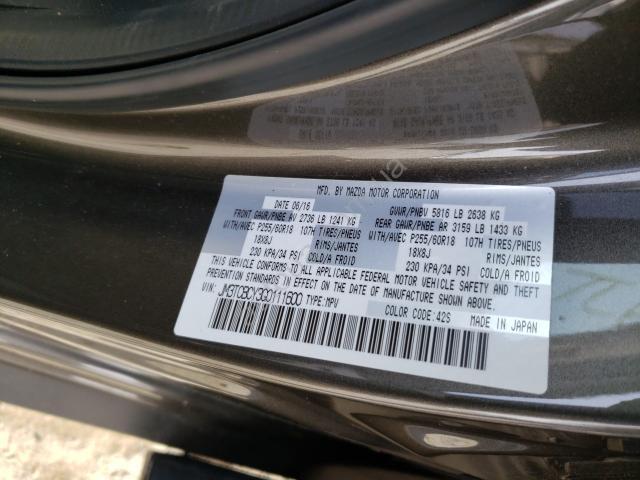 MFD. BY MAZDA MOTOR CORPORATION
DATE 06/16 GVWR/PNBV 5816 LB 2638 KG
FRONT GAWR/PNBE AV 2736 LB 1241 KG REAR GAWR/PNBE AR 3159 LB 1433 KG
WITH/AVEC P255/60R18 107H TIRES/PNEUS WITH/AVEC P255/60R18 107H TIRES/PNEUS
18X8J RIMS/JANTES 18X8J RIMS/JANTES
230 KPA/34 PSI COLD/A FROID 230 KPA/34 PSI COLD/A FROID
THIS VEHICLE CONFORMS TO ALL APPLICABLE FEDERAL MOTOR VEHICLE SAFETY AND THEFT
PREVENTION STANDARDS IN EFFECT ON THE DATE OF MANUFACTURE SHOWN ABOVE.
VIN: JM3TCBCY3G0111600 TYPE: MPV
COLOR CODE: 42S MADE IN JAPAN